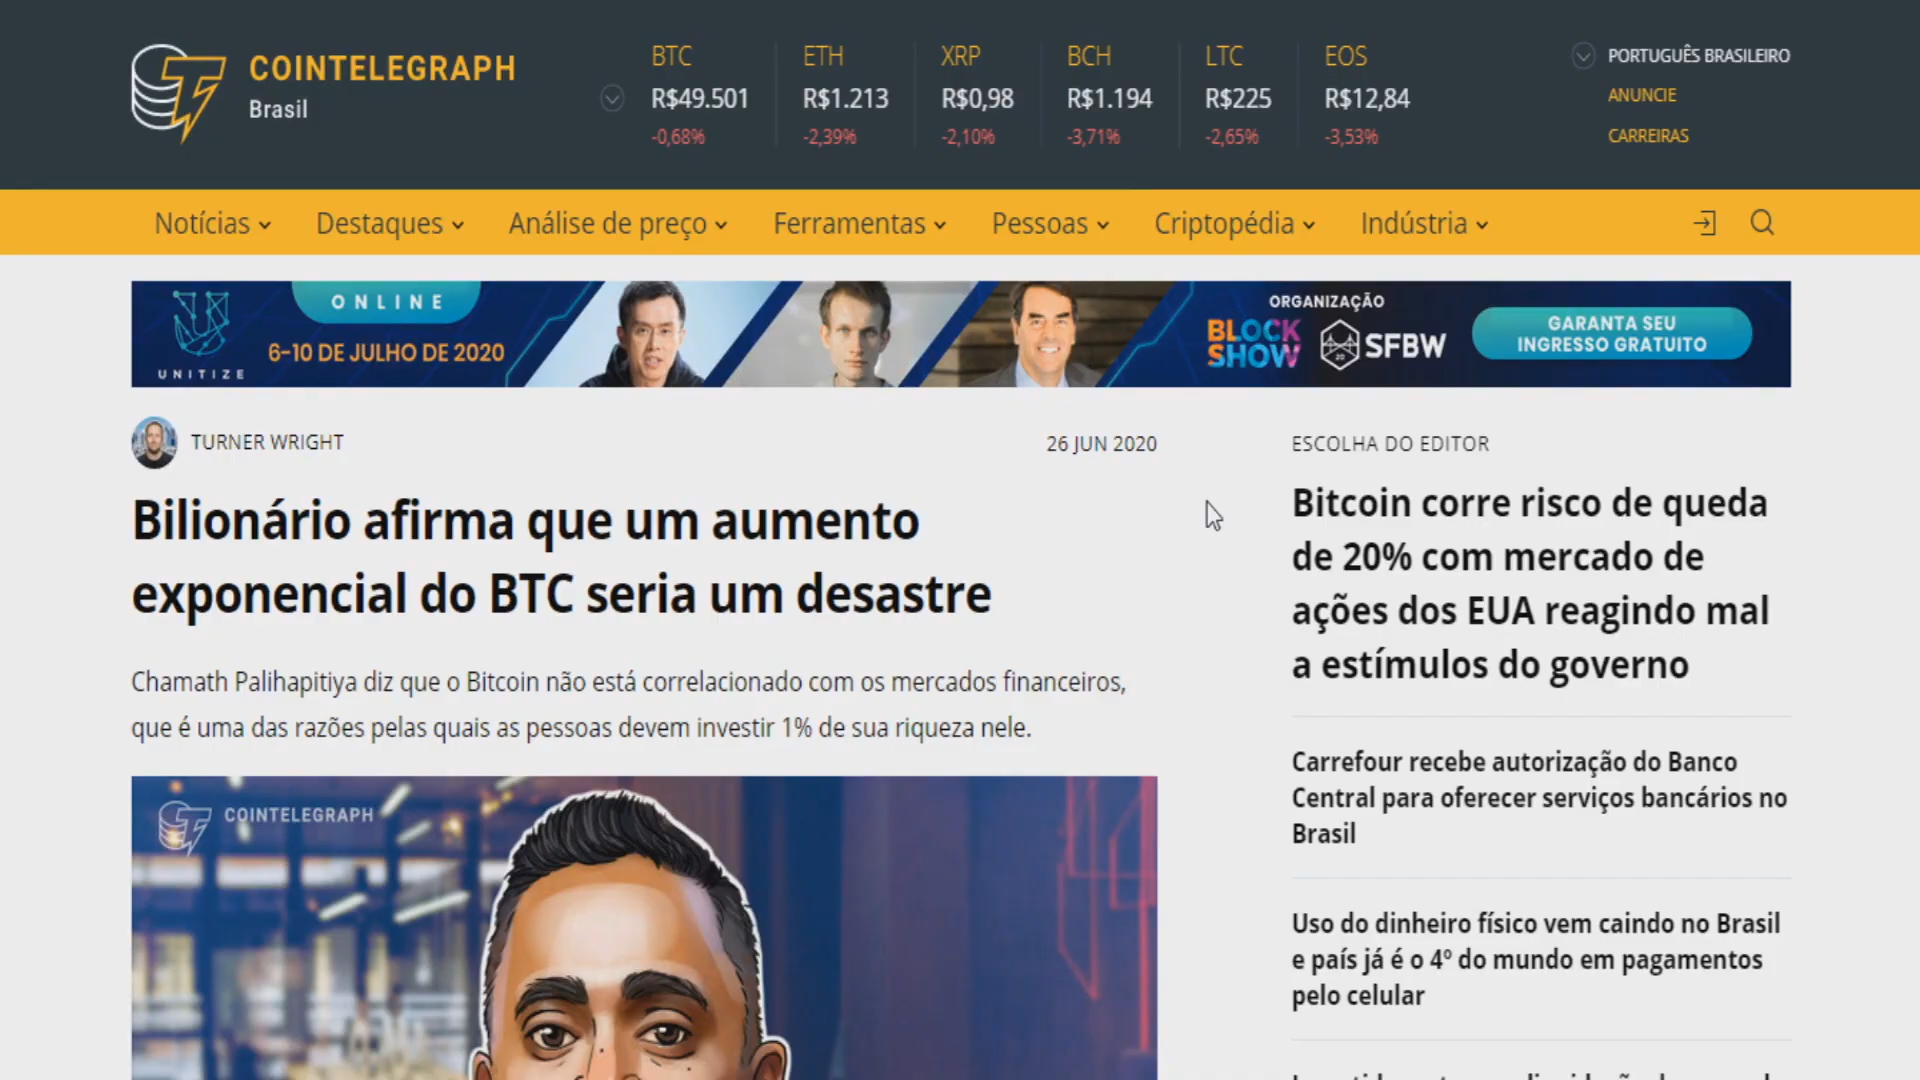 COINTELEGRAPH
Brasil
BTC
R$49.501
-0,68%
ETH
R$1.213
-2,39%
XRP
R$0,98
-2,10%
BCH
R$1.194
-3,71%
LTC
R$225
-2,65%
EOS
R$12,84
-3,53%
PORTUGUÊS BRASILEIRO
ANUNCIE
CARREIRAS
Notícias
Destaques
Análise de preço
Ferramentas
Pessoas
Criptopédia
Indústria
UNITIZE
ONLINE
6-10 DE JULHO DE 2020
ORGANIZAÇÃO
BLOCK
SHOW
20
SFBW
GARANTA SEU
INGRESSO GRATUITO
TURNER WRIGHT
26 JUN 2020
Bilionário afirma que um aumento
exponencial do BTC seria um desastre
Chamath Palihapitiya diz que o Bitcoin não está correlacionado com os mercados financeiros,
que é uma das razões pelas quais as pessoas devem investir 1% de sua riqueza nele.
COINTELEGRAPH
ESCOLHA DO EDITOR
Bitcoin corre risco de queda
de 20% com mercado de
ações dos EUA reagindo mal
a estímulos do governo
Carrefour recebe autorização do Banco
Central para oferecer serviços bancários no
Brasil
Uso do dinheiro físico vem caindo no Brasil
e país já é o 4º do mundo em pagamentos
pelo celular